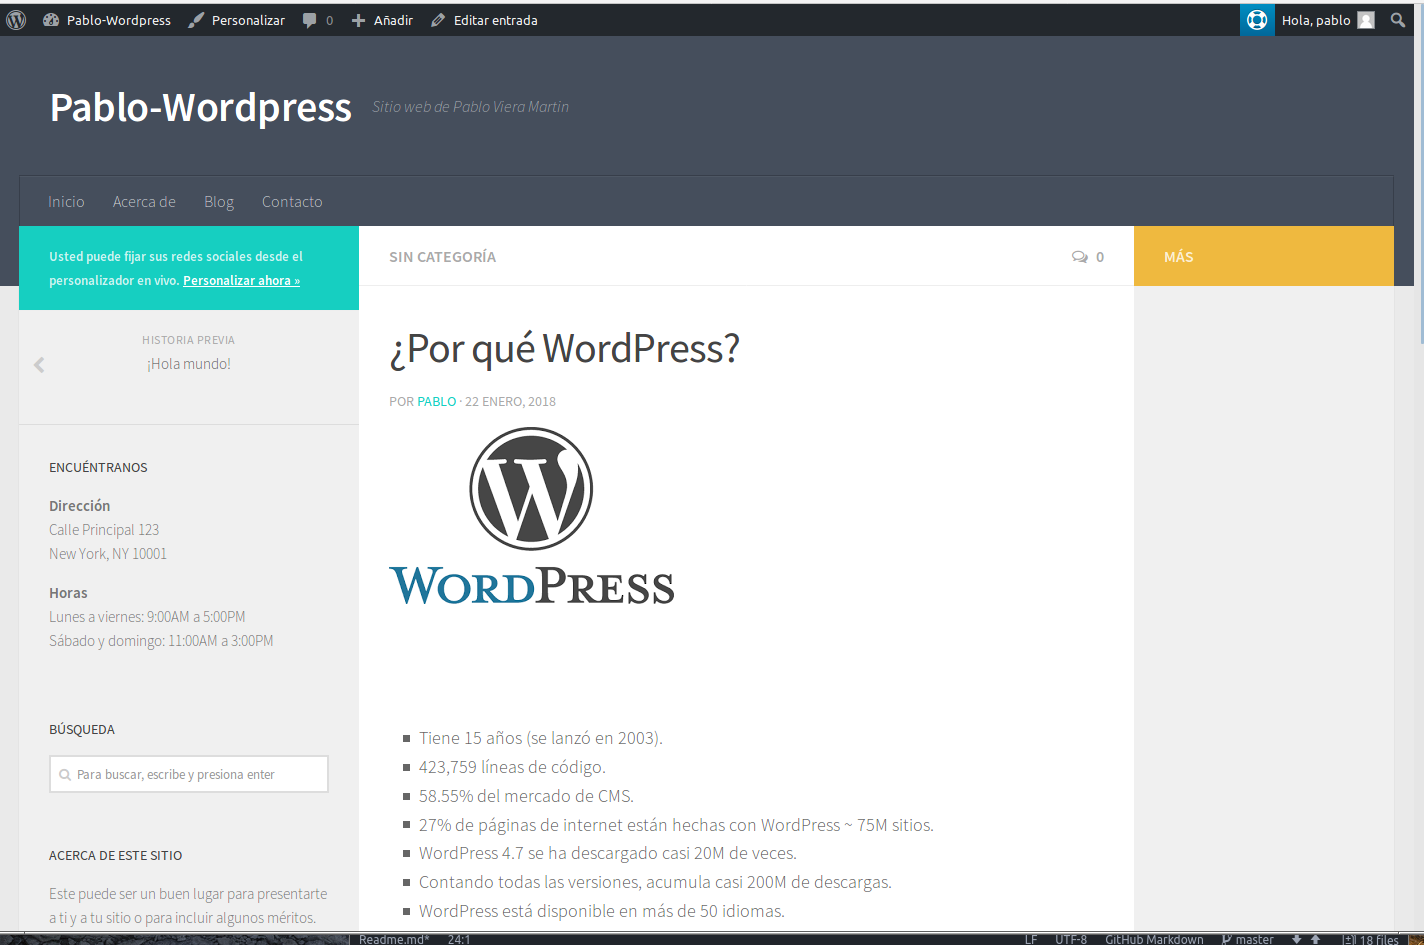 Pablo-Wordpress Personalizar 0 Añadir Editar entrada Hola, pablo
Pablo-Wordpress Sitio web de Pablo Viera Martin
Inicio Acerca de Blog Contacto
Usted puede fijar sus redes sociales desde el
personalizador en vivo. Personalizar ahora »
HISTORIA PREVIA
¡Hola mundo!
ENCUÉNTRANOS
Dirección
Calle Principal 123
New York, NY 10001
Horas
Lunes a viernes: 9:00AM a 5:00PM
Sábado y domingo: 11:00AM a 3:00PM
BÚSQUEDA
Para buscar, escribe y presiona enter
ACERCA DE ESTE SITIO
Este puede ser un buen lugar para presentarte
a ti y a tu sitio o para incluir algunos méritos.
SIN CATEGORÍA 0
¿Por qué WordPress?
POR PABLO · 22 ENERO, 2018
WORDPRESS
Tiene 15 años (se lanzó en 2003).
423,759 líneas de código.
58.55% del mercado de CMS.
27% de páginas de internet están hechas con WordPress ~ 75M sitios.
WordPress 4.7 se ha descargado casi 20M de veces.
Contando todas las versiones, acumula casi 200M de descargas.
WordPress está disponible en más de 50 idiomas.
MÁS
Readme.md* 24:1 LF UTF-8 GitHub Markdown master 18 files